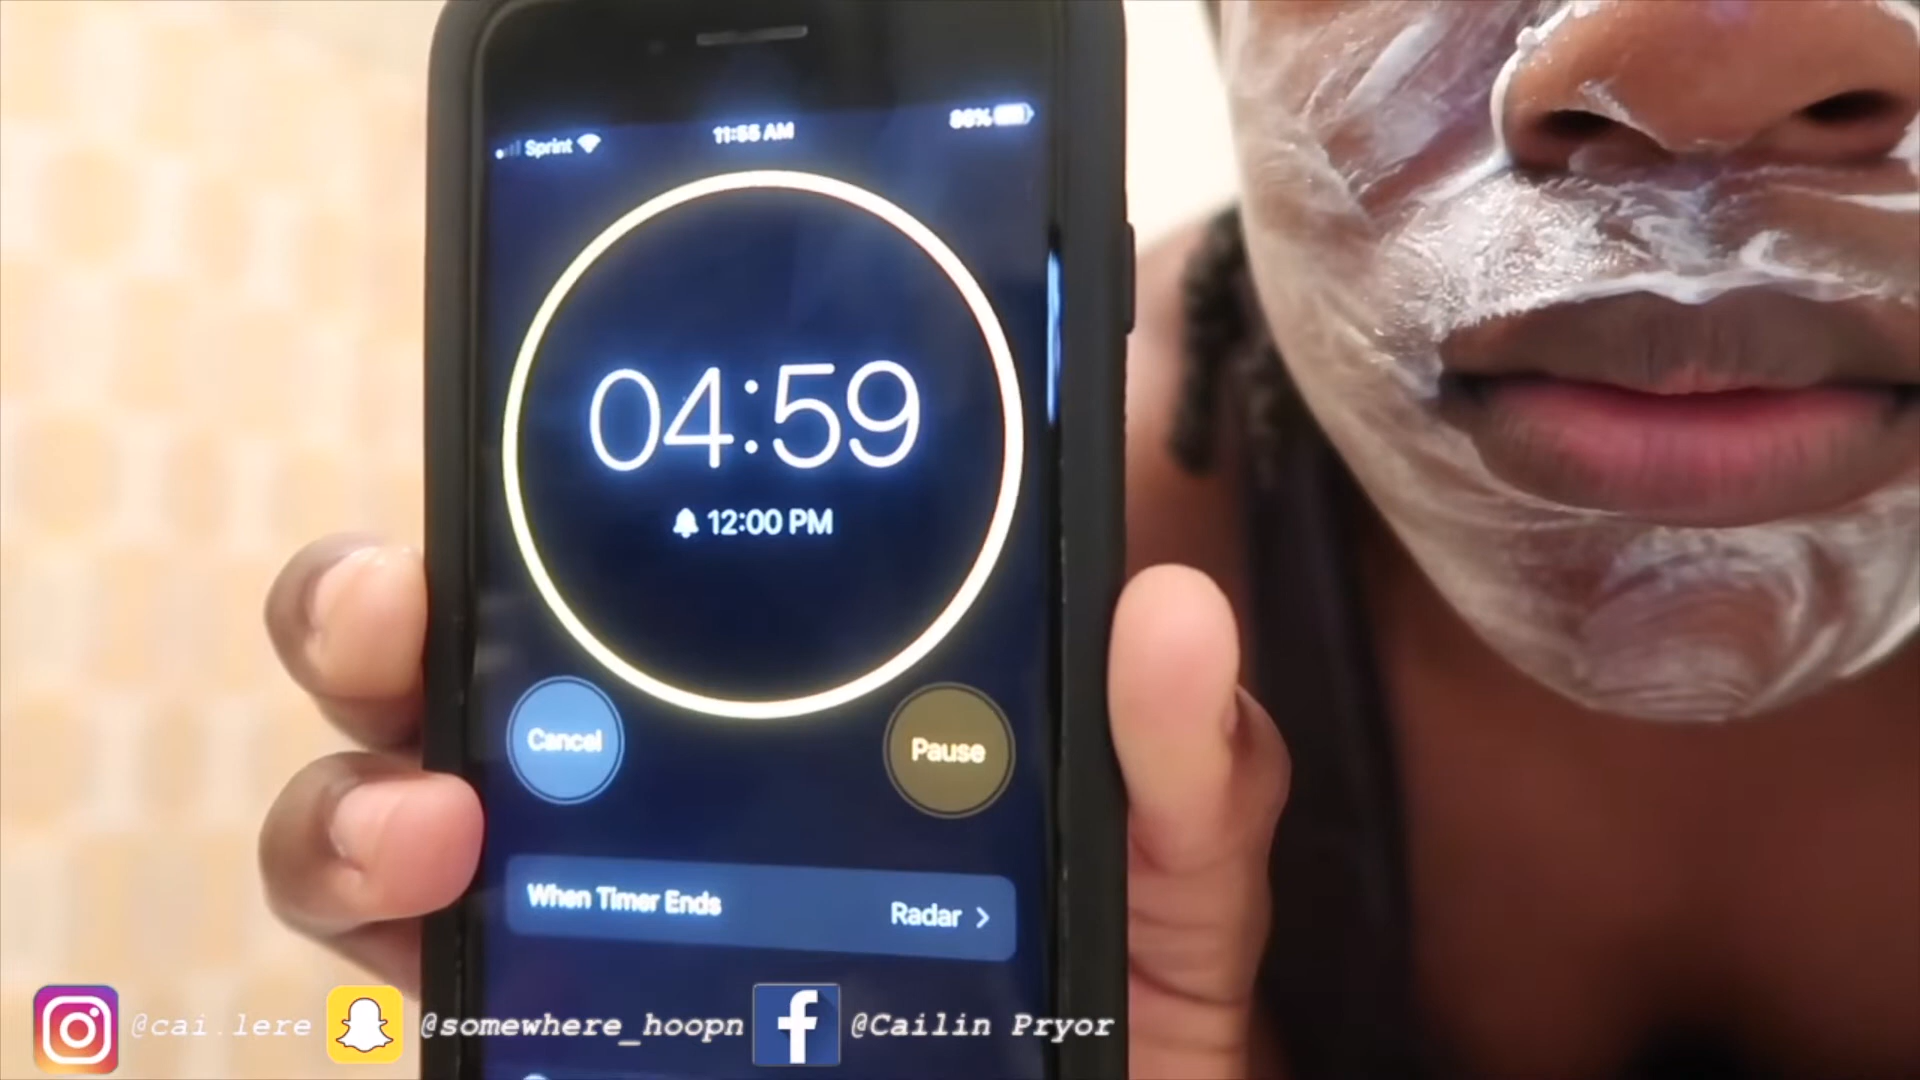 Sprint 11:55 AM 86%
04:59
12:00 PM
Cancel Pause
When Timer Ends Radar >
@cai.lere @somewhere_hoopn @Cailin Pryor